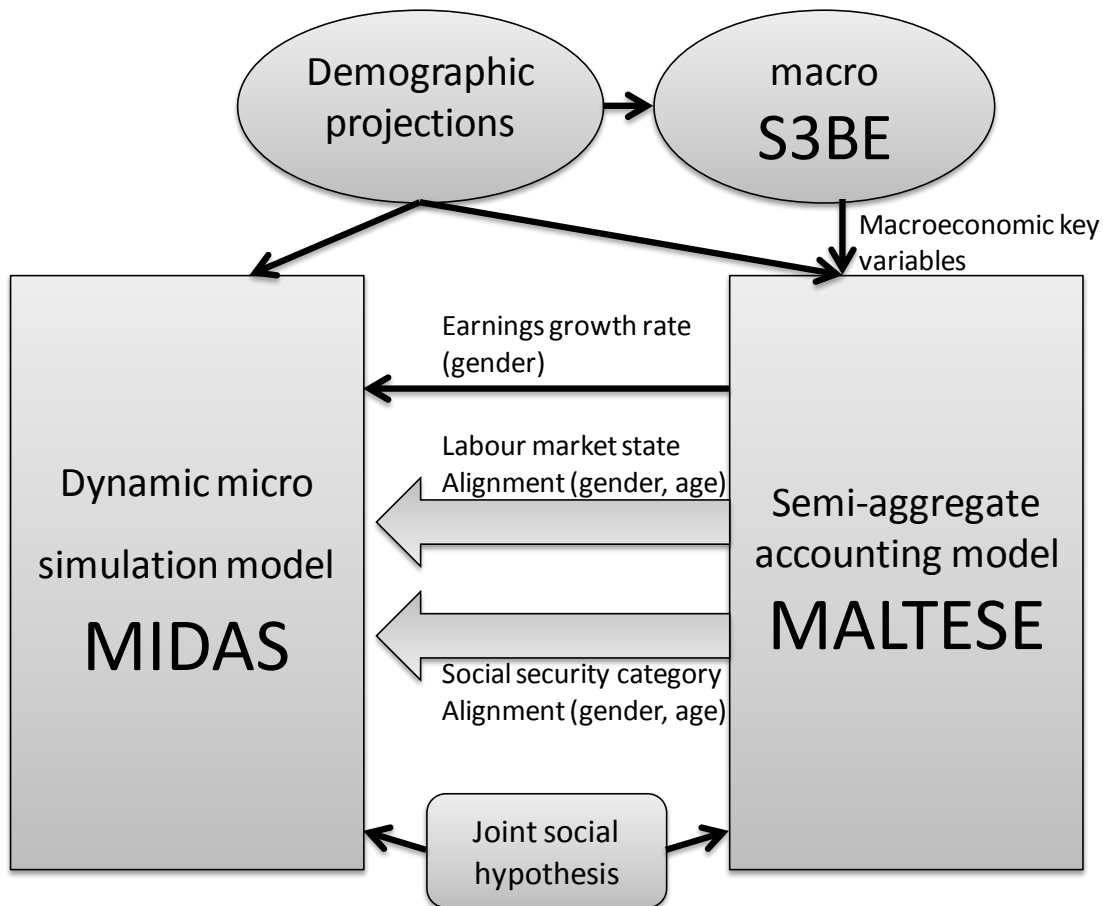 Demographic
projections
macro
S3BE
Macroeconomic key
variables
Earnings growth rate
(gender)
Labour market state
Alignment (gender, age)
Dynamic micro
simulation model
MIDAS
Semi-aggregate
accounting model
MALTESE
Social security category
Alignment (gender, age)
Joint social
hypothesis